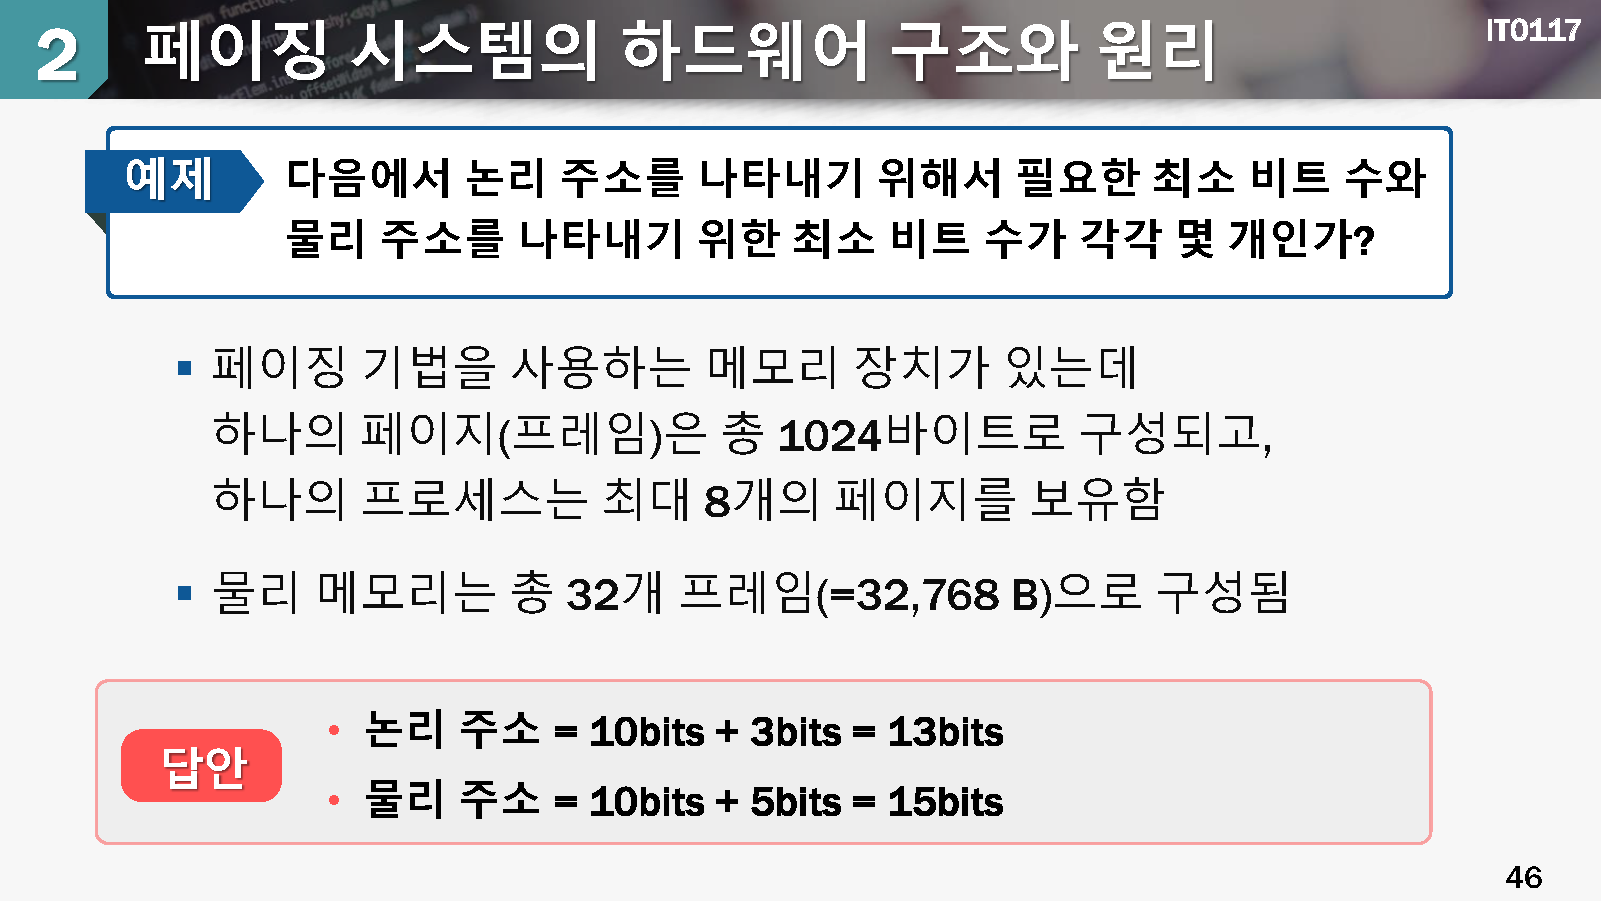 2 페이징 시스템의 하드웨어 구조와 원리
IT0117
예제
다음에서 논리 주소를 나타내기 위해서 필요한 최소 비트 수와
물리 주소를 나타내기 위한 최소 비트 수가 각각 몇 개인가?
▪ 페이징 기법을 사용하는 메모리 장치가 있는데
하나의 페이지(프레임)은 총 1024바이트로 구성되고,
하나의 프로세스는 최대 8개의 페이지를 보유함
▪ 물리 메모리는 총 32개 프레임(=32,768 B)으로 구성됨
답안
• 논리 주소 = 10bits + 3bits = 13bits
• 물리 주소 = 10bits + 5bits = 15bits
46